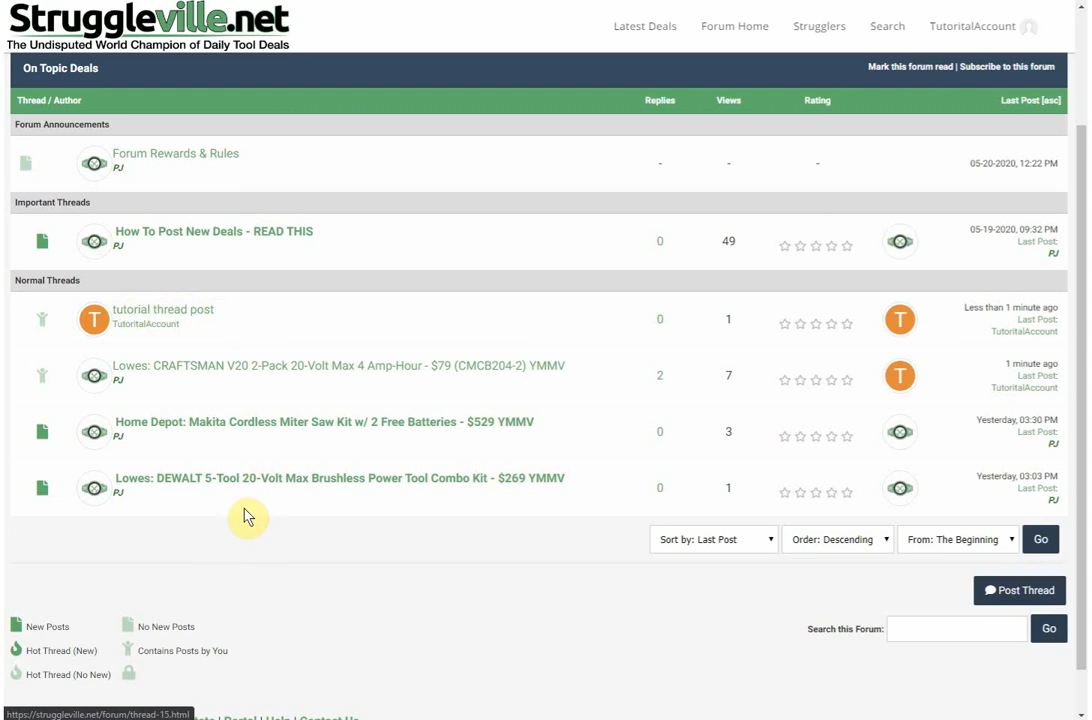 Struggleville.net
The Undisputed World Champion of Daily Tool Deals
Latest Deals Forum Home Strugglers Search TutoritalAccount
On Topic Deals Mark this forum read | Subscribe to this forum
Thread / Author Replies Views Rating Last Post [asc]
Forum Announcements
Forum Rewards & Rules - - - 05-20-2020, 12:22 PM
PJ
Important Threads
How To Post New Deals - READ THIS 0 49 05-19-2020, 09:32 PM
PJ Last Post:
PJ
Normal Threads
T tutorial thread post 0 1 T Less than 1 minute ago
TutoritalAccount Last Post:
TutoritalAccount
Lowes: CRAFTSMAN V20 2-Pack 20-Volt Max 4 Amp-Hour - $79 (CMCB204-2) YMMV 2 7 T 1 minute ago
PJ Last Post:
TutoritalAccount
Home Depot: Makita Cordless Miter Saw Kit w/ 2 Free Batteries - $529 YMMV 0 3 Yesterday, 03:30 PM
PJ Last Post:
PJ
Lowes: DEWALT 5-Tool 20-Volt Max Brushless Power Tool Combo Kit - $269 YMMV 0 1 Yesterday, 03:03 PM
PJ Last Post:
PJ
Sort by: Last Post Order: Descending From: The Beginning Go
Post Thread
New Posts No New Posts Search this Forum: Go
Hot Thread (New) Contains Posts by You
Hot Thread (No New)
https://struggleville.net/forum/thread-15.html | Portal | Help | Contact Us